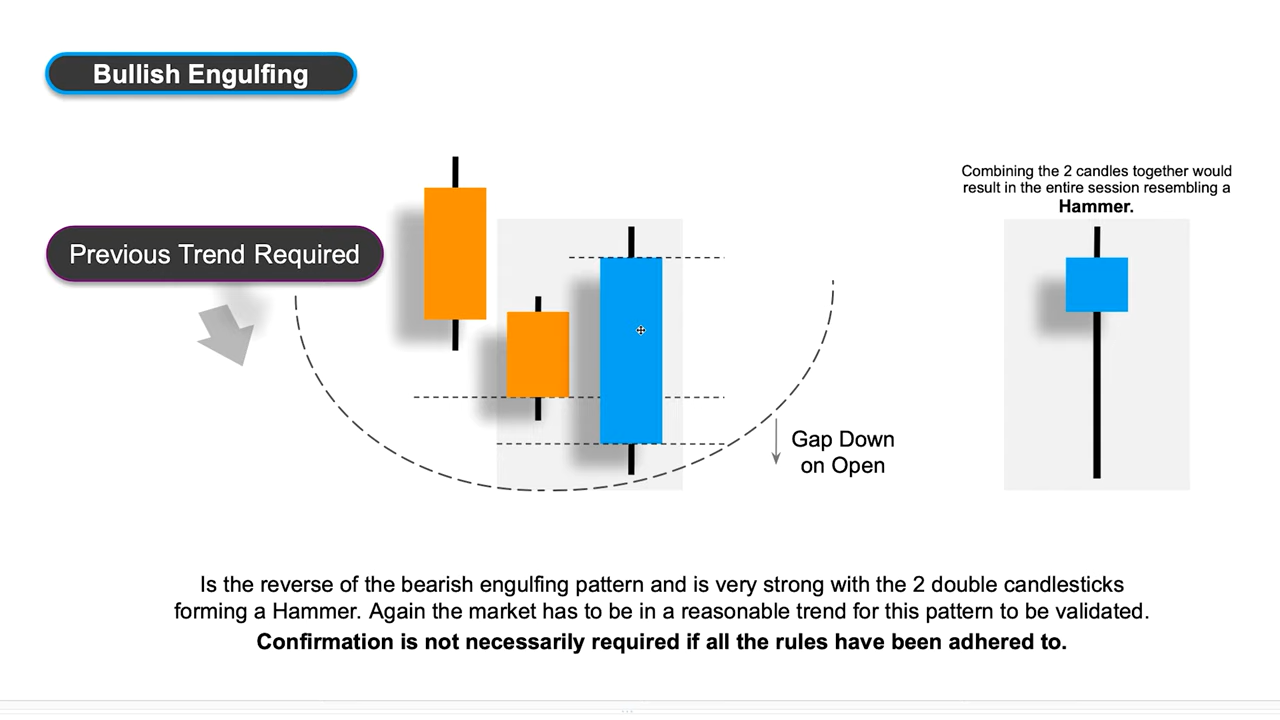 Bullish Engulfing
Combining the 2 candles together would
result in the entire session resembling a
Hammer.
Previous Trend Required
Gap Down
on Open
Is the reverse of the bearish engulfing pattern and is very strong with the 2 double candlesticks
forming a Hammer. Again the market has to be in a reasonable trend for this pattern to be validated.
Confirmation is not necessarily required if all the rules have been adhered to.